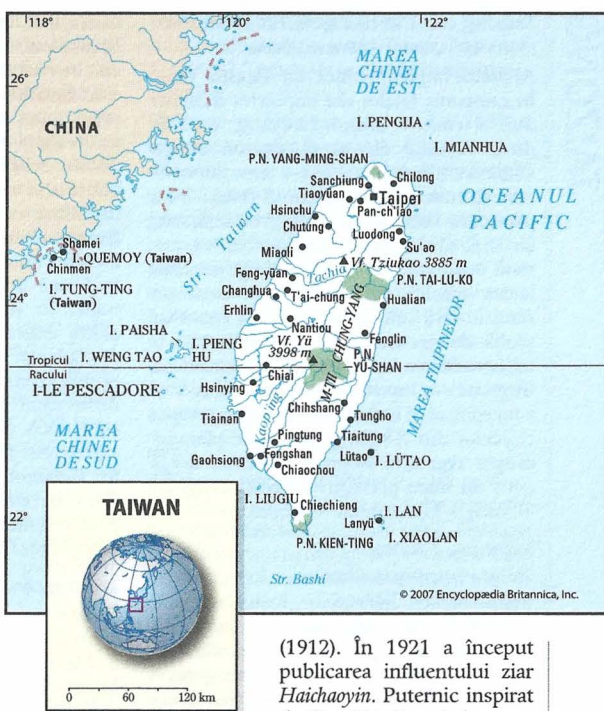 118° 120° 122°
MAREA
CHINEI
DE EST
26°
I. PENGIJA
CHINA
I. MIANHUA
P.N. YANG-MING-SHAN
Sanchiung
Chilong
Tiaoyüan
Taipei
OCEANUL
PACIFIC
Pan-ch'iao
Hsinchu
Chutung
Luodong
Su'ao
Str. Taiwan
Miaoli
Vf. Tziukao 3885 m
Shamei
I. QUEMOY (Taiwan)
Chinmen
Feng-yüan
Tachia
P.N. TAI-LU-KO
I. TUNG-TING
(Taiwan)
Changhua
T'ai-chung
Hualian
24°
Erhlin
Nantiou
CHUNG-YANG
M-ȚII
I. PAISHA
I. PIENG
HU
Vf. Yü
3998 m
Fenglin
MAREA FILIPINELOR
Tropicul
Racului
I. WENG TAO
P.N.
YÜ-SHAN
I-LE PESCADORE
Chiai
Hsinying
Chihshang
Tungho
Tiainan
Kaop'ing
MAREA
CHINEI
DE SUD
Pingtung
Tiaitung
Gaohsiong
Fengshan
Lütao
I. LÜTAO
Chiaochou
I. LIUGIU
Chiechieng
I. LAN
Lanyü
22°
I. XIAOLAN
P.N. KIEN-TING
Str. Bashi
© 2007 Encyclopædia Britannica, Inc.
TAIWAN
0 60 120 km
(1912). În 1921 a început
publicarea influentului ziar
Haichaoyin. Puternic inspirat